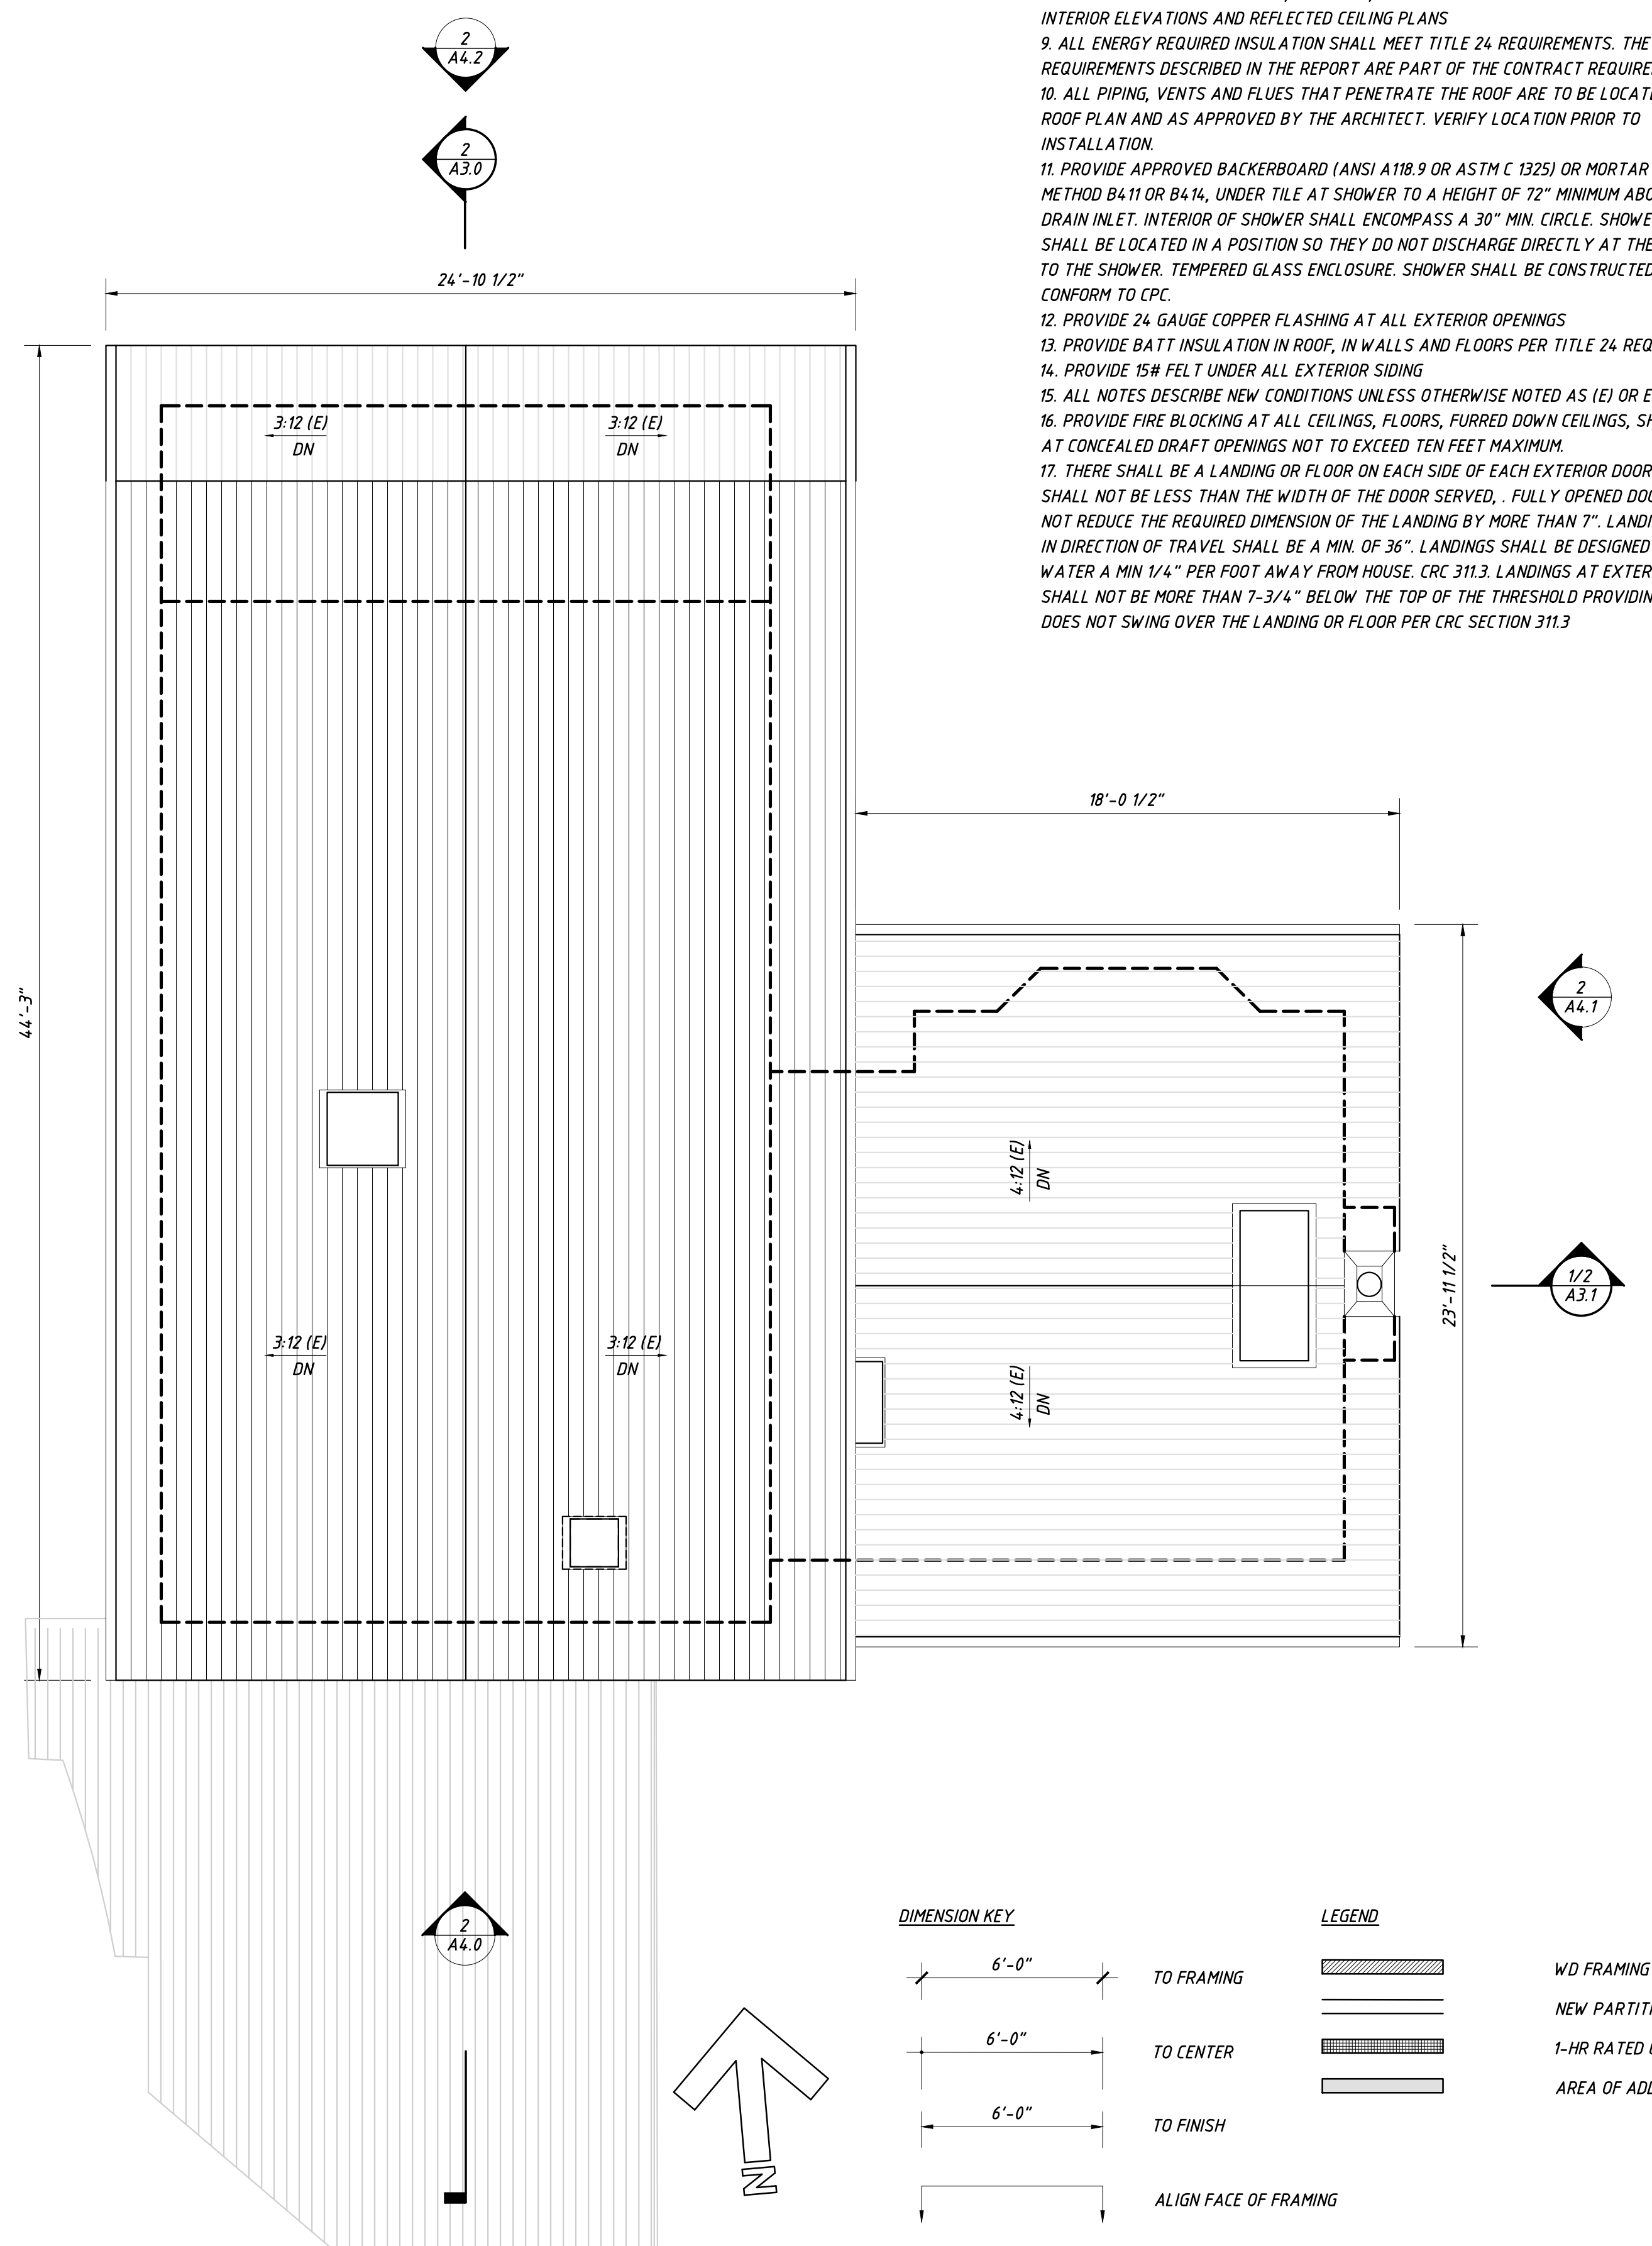 INTERIOR ELEVATIONS AND REFLECTED CEILING PLANS
9. ALL ENERGY REQUIRED INSULATION SHALL MEET TITLE 24 REQUIREMENTS. THE
REQUIREMENTS DESCRIBED IN THE REPORT ARE PART OF THE CONTRACT
10. ALL PIPING, VENTS AND FLUES THAT PENETRATE THE ROOF ARE TO BE
ROOF PLAN AND AS APPROVED BY THE ARCHITECT. VERIFY LOCATION PRIOR TO
INSTALLATION.
11. PROVIDE APPROVED BACKERBOARD (ANSI A118.9 OR ASTM C 1325) OR MORTAR
METHOD B411 OR B414, UNDER TILE AT SHOWER TO A HEIGHT OF 72" MINIMUM
DRAIN INLET. INTERIOR OF SHOWER SHALL ENCOMPASS A 30" MIN. CIRCLE.
SHALL BE LOCATED IN A POSITION SO THEY DO NOT DISCHARGE DIRECTLY AT THE
TO THE SHOWER. TEMPERED GLASS ENCLOSURE. SHOWER SHALL BE CONSTRUCTED
CONFORM TO CPC.
12. PROVIDE 24 GAUGE COPPER FLASHING AT ALL EXTERIOR OPENINGS
13. PROVIDE BATT INSULATION IN ROOF, IN WALLS AND FLOORS PER TITLE 24
14. PROVIDE 15# FELT UNDER ALL EXTERIOR SIDING
15. ALL NOTES DESCRIBE NEW CONDITIONS UNLESS OTHERWISE NOTED AS (E) OR
16. PROVIDE FIRE BLOCKING AT ALL CEILINGS, FLOORS, FURRED DOWN CEILINGS,
AT CONCEALED DRAFT OPENINGS NOT TO EXCEED TEN FEET MAXIMUM.
17. THERE SHALL BE A LANDING OR FLOOR ON EACH SIDE OF EACH EXTERIOR DOOR
SHALL NOT BE LESS THAN THE WIDTH OF THE DOOR SERVED, . FULLY OPENED
NOT REDUCE THE REQUIRED DIMENSION OF THE LANDING BY MORE THAN 7".
IN DIRECTION OF TRAVEL SHALL BE A MIN. OF 36". LANDINGS SHALL BE DESIGNED
WATER A MIN 1/4" PER FOOT AWAY FROM HOUSE. CRC 311.3. LANDINGS AT
SHALL NOT BE MORE THAN 7-3/4" BELOW THE TOP OF THE THRESHOLD
DOES NOT SWING OVER THE LANDING OR FLOOR PER CRC SECTION 311.3
2
A4.2
2
A3.0
24'-10 1/2"
3:12 (E)
DN
3:12 (E)
DN
44'-3"
18'-0 1/2"
2
A4.1
4:12 (E)
DN
23'-11 1/2"
1/2
A3.1
3:12 (E)
DN
3:12 (E)
DN
4:12 (E)
DN
2
A4.0
N
DIMENSION KEY
6'-0"
TO FRAMING
6'-0"
TO CENTER
6'-0"
TO FINISH
ALIGN FACE OF FRAMING
LEGEND
WD FRAMING
NEW
1-HR RATED
AREA OF